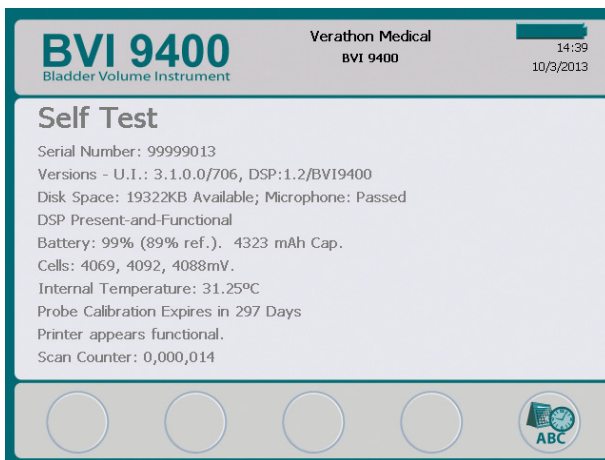 BVI 9400
Bladder Volume Instrument
Verathon Medical
BVI 9400
14:39
10/3/2013
Self Test
Serial Number: 99999013
Versions - U.I.: 3.1.0.0/706, DSP:1.2/BVI9400
Disk Space: 19322KB Available; Microphone: Passed
DSP Present-and-Functional
Battery: 99% (89% ref.). 4323 mAh Cap.
Cells: 4069, 4092, 4088mV.
Internal Temperature: 31.25ºC
Probe Calibration Expires in 297 Days
Printer appears functional.
Scan Counter: 0,000,014
ABC